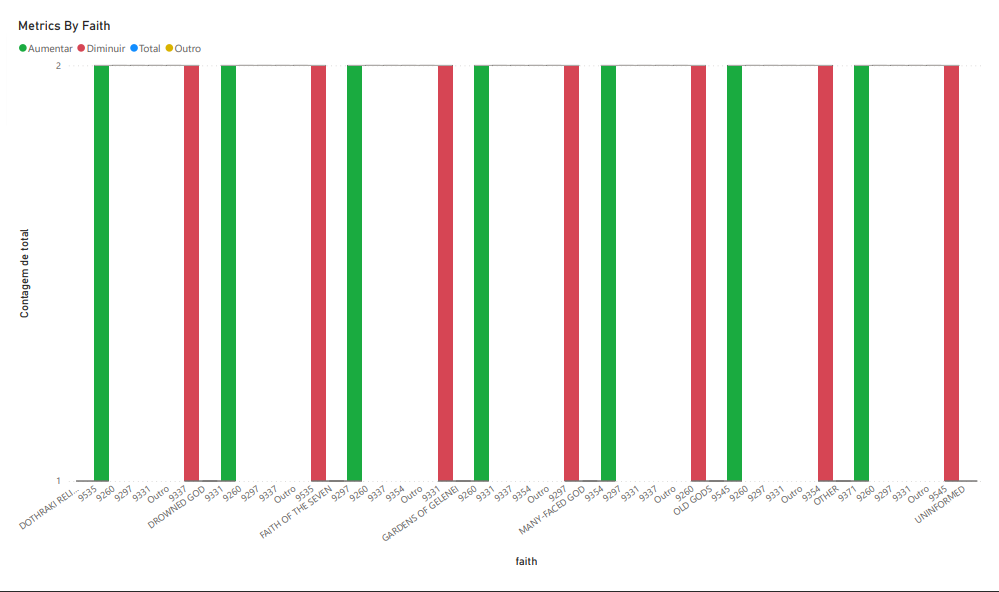 Metrics By Faith
Aumentar Diminuir Total Outro
2
Contagem de total
1
DOTHRAKI RELI... 9535 9260 9297 9331 Outro 9337 DROWNED GOD 9331 9260 9297 9337 Outro 9535 FAITH OF THE SEVEN 9297 9260 9337 9354 Outro 9331 GARDENS OF GELENEI 9260 9331 9337 9354 Outro 9297 MANY-FACED GOD 9354 9297 9331 9337 Outro 9260 OLD GODS 9545 9260 9297 9331 Outro 9354 OTHER 9371 9260 9297 9331 Outro 9545 UNINFORMED
faith